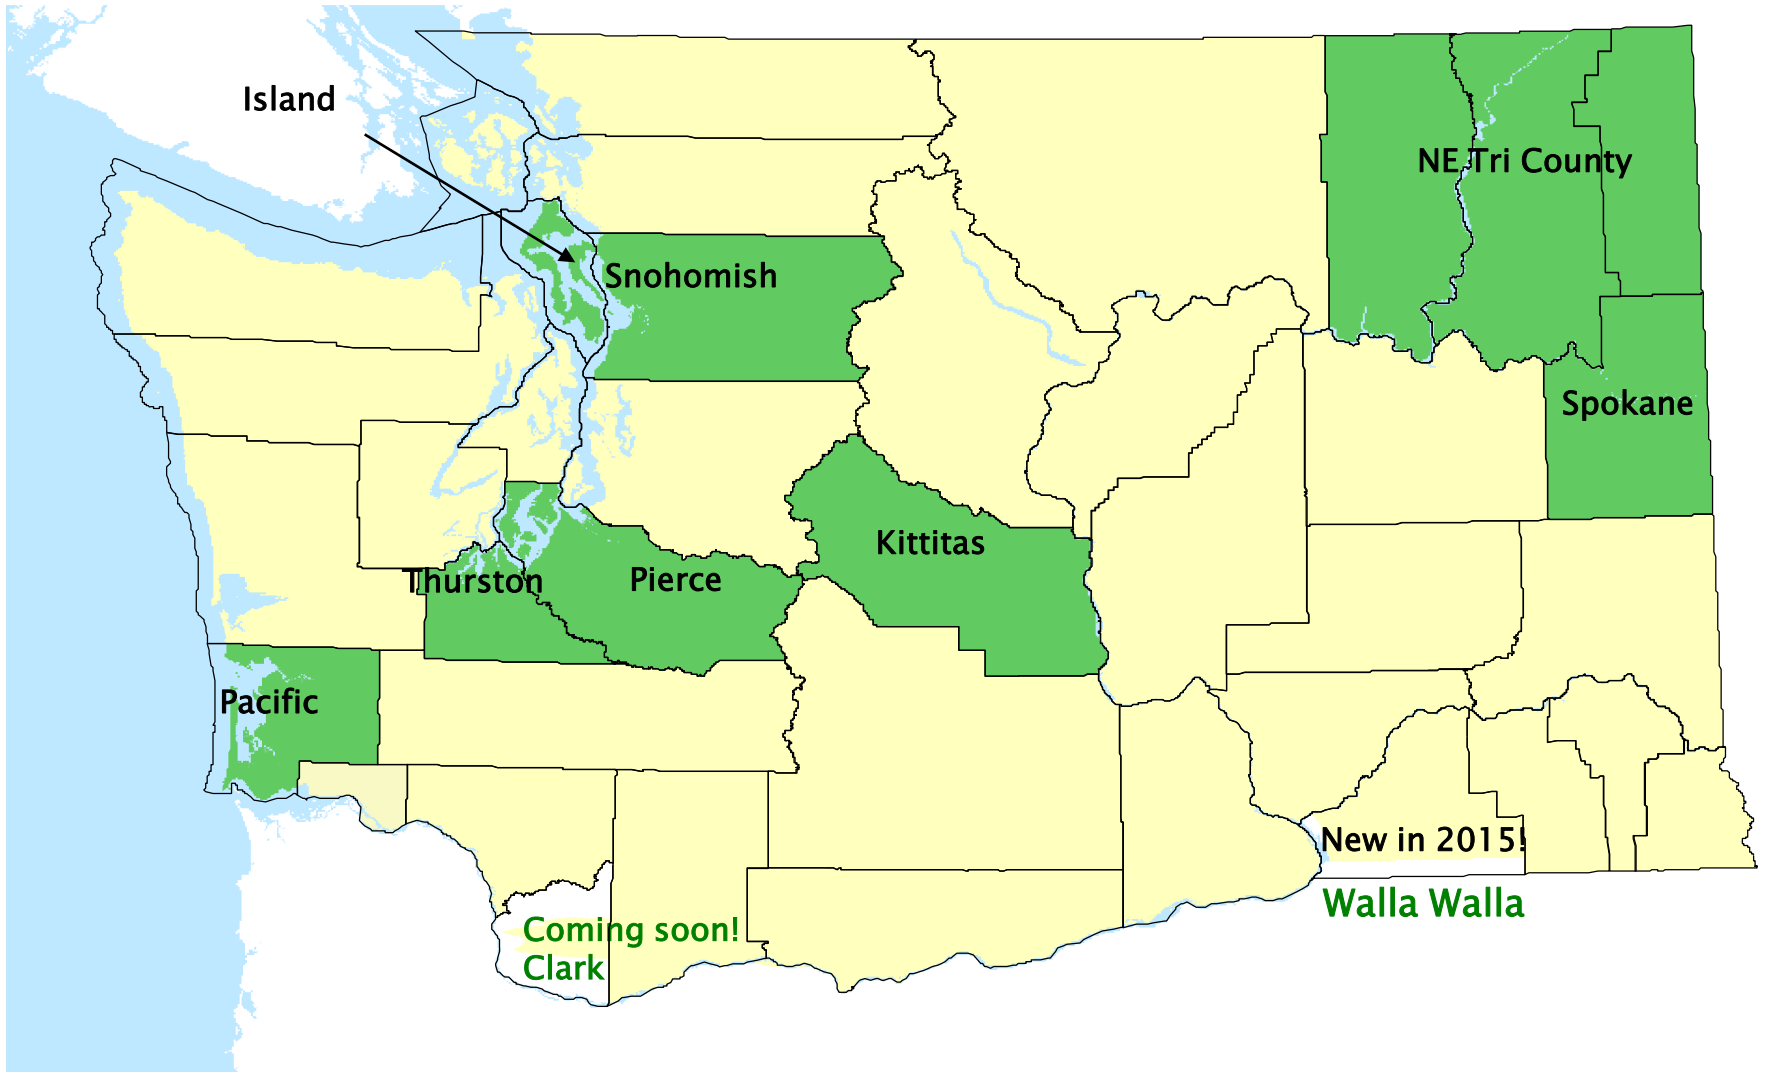 Island
NE Tri County
Snohomish
Spokane
Kittitas
Thurston
Pierce
Pacific
New in 2015!
Walla Walla
Coming soon!
Clark